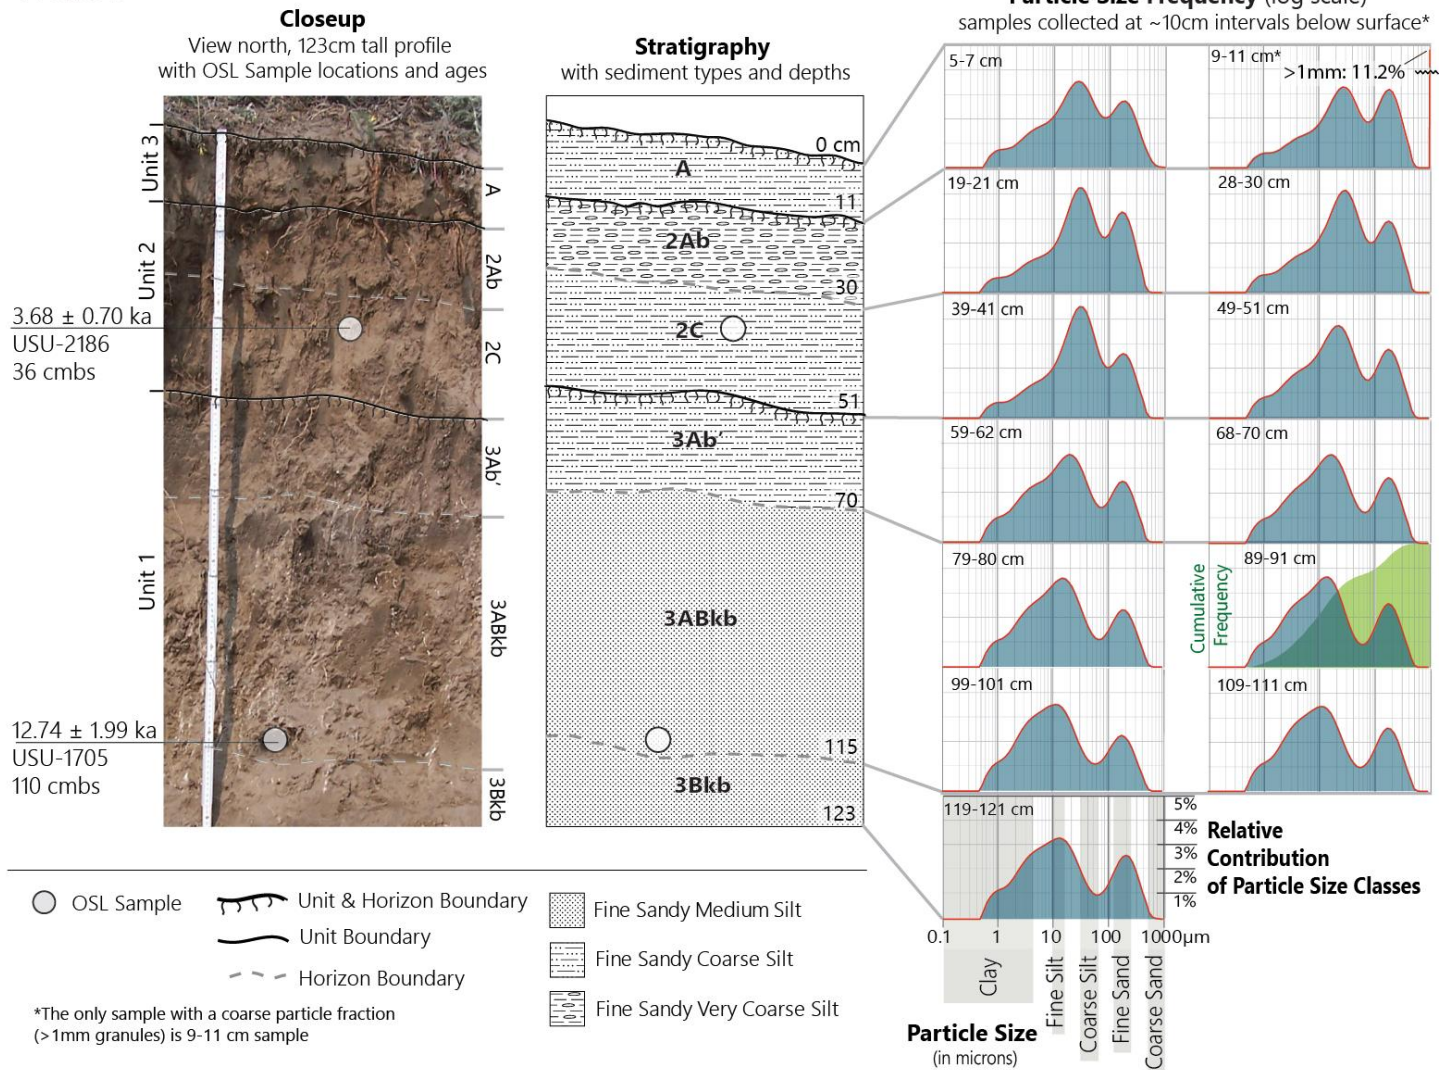 Closeup
View north, 123cm tall profile
with OSL Sample locations and ages
Stratigraphy
with sediment types and depths
Particle Size Frequency (log scale)
samples collected at ~10cm intervals below surface*
Unit 3
Unit 2
Unit 1
A
2Ab
2C
3Ab'
3ABkb
3Bkb
3.68 ± 0.70 ka
USU-2186
36 cmbs
12.74 ± 1.99 ka
USU-1705
110 cmbs
0 cm
A
11
2Ab
30
2C
51
3Ab'
70
3ABkb
115
3Bkb
123
5-7 cm
9-11 cm*
>1mm: 11.2%
19-21 cm
28-30 cm
39-41 cm
49-51 cm
59-62 cm
68-70 cm
79-80 cm
89-91 cm
Cumulative
Frequency
99-101 cm
109-111 cm
119-121 cm
5%
4%
3%
2%
1%
Relative
Contribution
of Particle Size Classes
0.1
1
10
100
1000µm
Clay
Fine Silt
Coarse Silt
Fine Sand
Coarse Sand
Particle Size
(in microns)
OSL Sample
Unit & Horizon Boundary
Unit Boundary
Horizon Boundary
Fine Sandy Medium Silt
Fine Sandy Coarse Silt
Fine Sandy Very Coarse Silt
*The only sample with a coarse particle fraction
(>1mm granules) is 9-11 cm sample